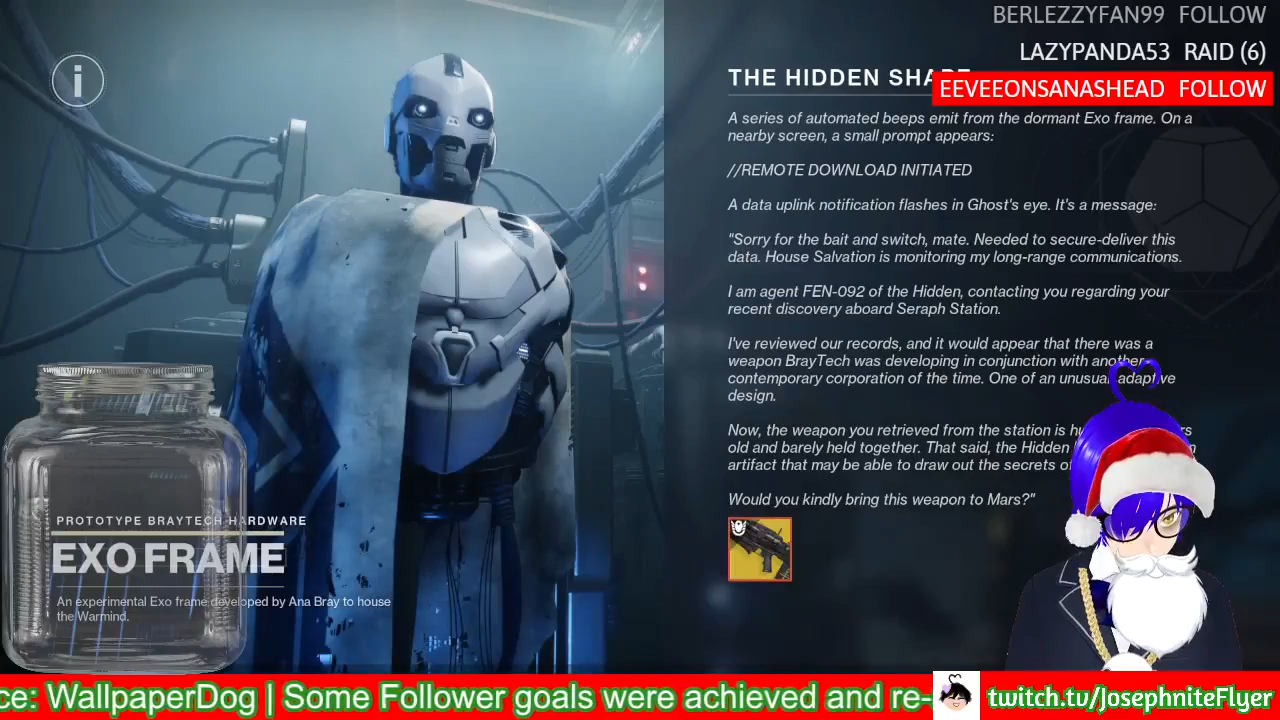 BERLEZZYFAN99 FOLLOW
LAZYPANDA53 RAID (6)
EEVEEONSANASHEAD FOLLOW
i
THE HIDDEN
A series of automated beeps emit from the dormant Exo frame. On a
nearby screen, a small prompt appears:
//REMOTE DOWNLOAD INITIATED
A data uplink notification flashes in Ghost's eye. It's a message:
"Sorry for the bait and switch, mate. Needed to secure-deliver this
data. House Salvation is monitoring my long-range communications.
I am agent FEN-092 of the Hidden, contacting you regarding your
recent discovery aboard Seraph Station.
I've reviewed our records, and it would appear that there was a
weapon BrayTech was developing in conjunction with another
contemporary corporation of the time. One of an unusual adaptive
design.
Now, the weapon you retrieved from the station is
old and barely held together. That said, the Hidden
artifact that may be able to draw out the secrets of
Would you kindly bring this weapon to Mars?"
PROTOTYPE BRAYTECH HARDWARE
EXO FRAME
An experimental Exo frame developed by Ana Bray to house
the Warmind.
ce: WallpaperDog | Some Follower goals were achieved and re-
twitch.tv/JosephniteFlyer